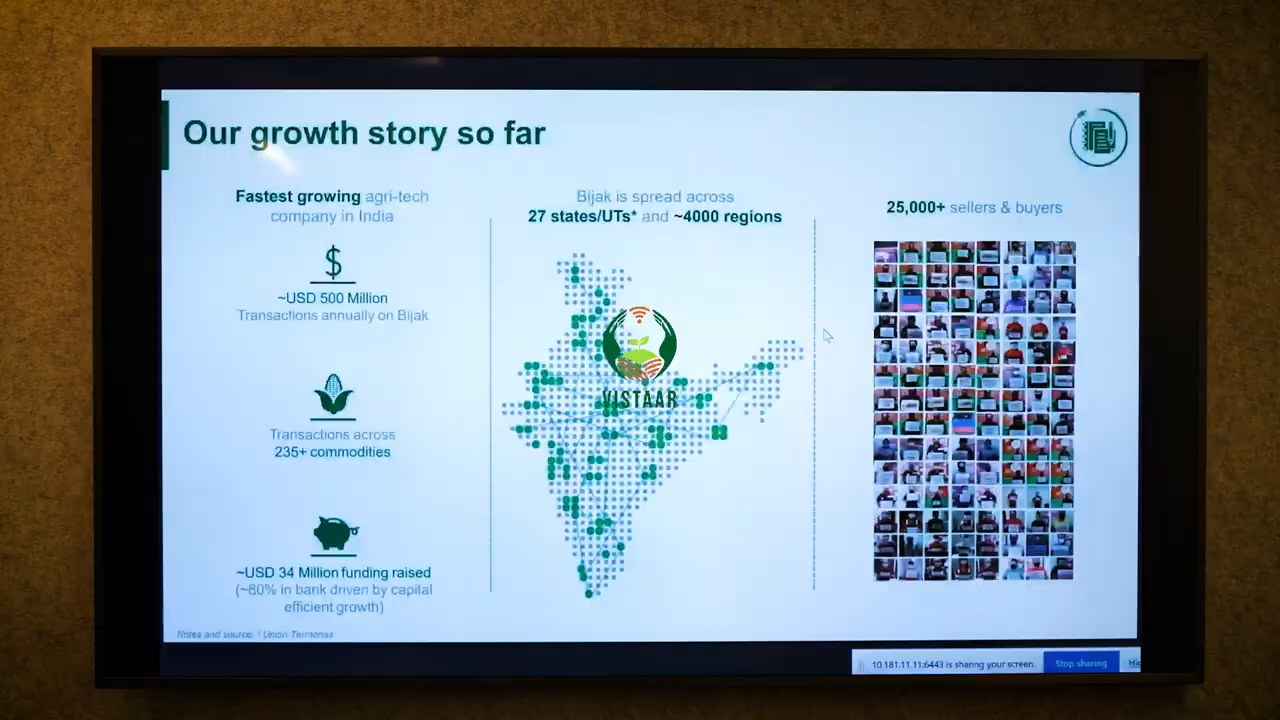 Our growth story so far
Fastest growing agri-tech
company in India
~USD 500 Million
Transactions annually on Bijak
Transactions across
235+ commodities
~USD 34 Million funding raised
(~80% in bank driven by capital
efficient growth)
Bijak is spread across
27 states/UTs* and ~4000 regions
VISTAAR
25,000+ sellers & buyers
Notes and source: Union Territories
10.181.11.11:6443 is sharing your screen.
Stop sharing